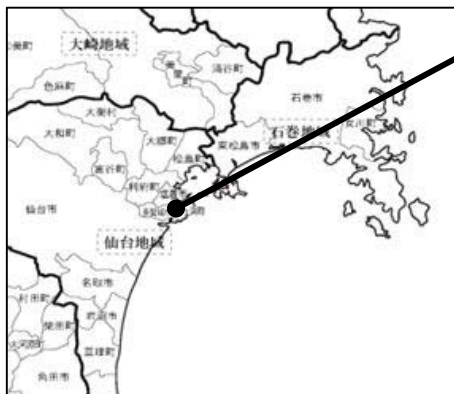 大崎地域
涌谷町
美里町
色麻町
石巻市
女川町
大衡村
大和町
大郷町
石巻地域
東松島市
松島町
富谷町
利府町
仙台市
仙台地域
名取市
村田町
岩沼市
柴田町
大河原町
亘理町
角田市